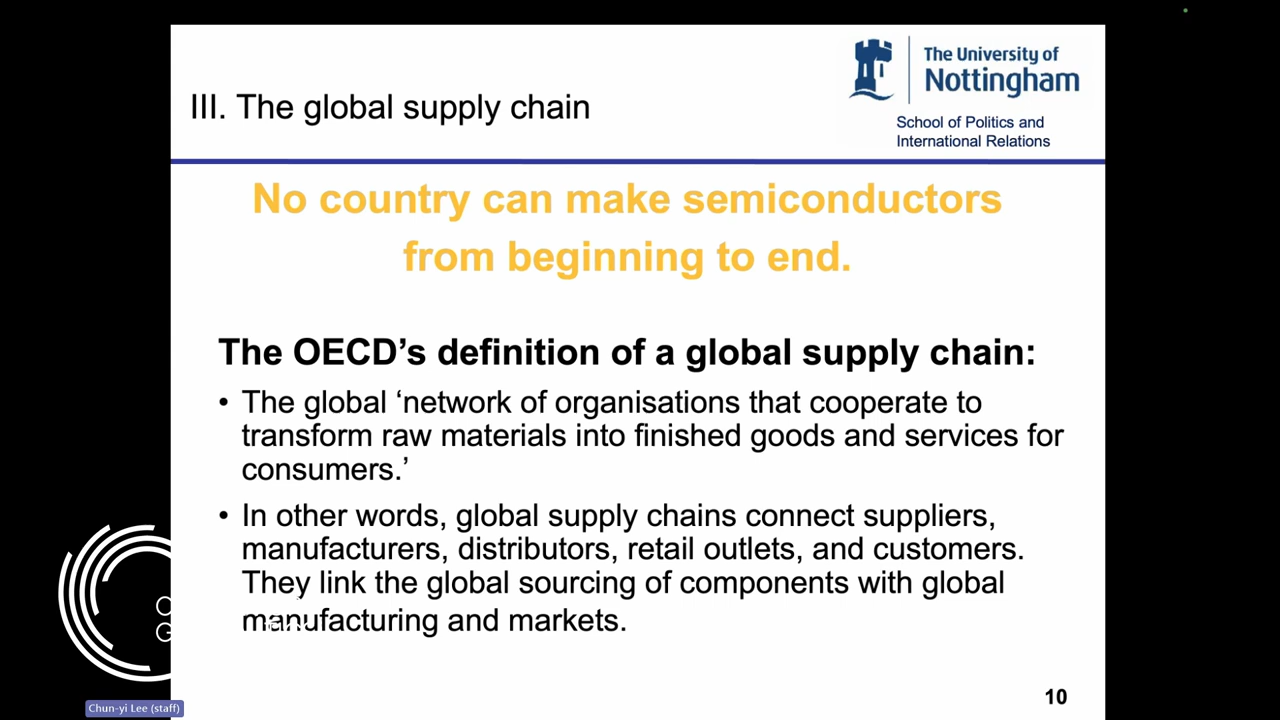 The University of
Nottingham
School of Politics and
International Relations
III. The global supply chain
No country can make semiconductors
from beginning to end.
The OECD’s definition of a global supply chain:
• The global ‘network of organisations that cooperate to
transform raw materials into finished goods and services for
consumers.’
• In other words, global supply chains connect suppliers,
manufacturers, distributors, retail outlets, and customers.
They link the global sourcing of components with global
manufacturing and markets.
10
Chun-yi Lee (staff)